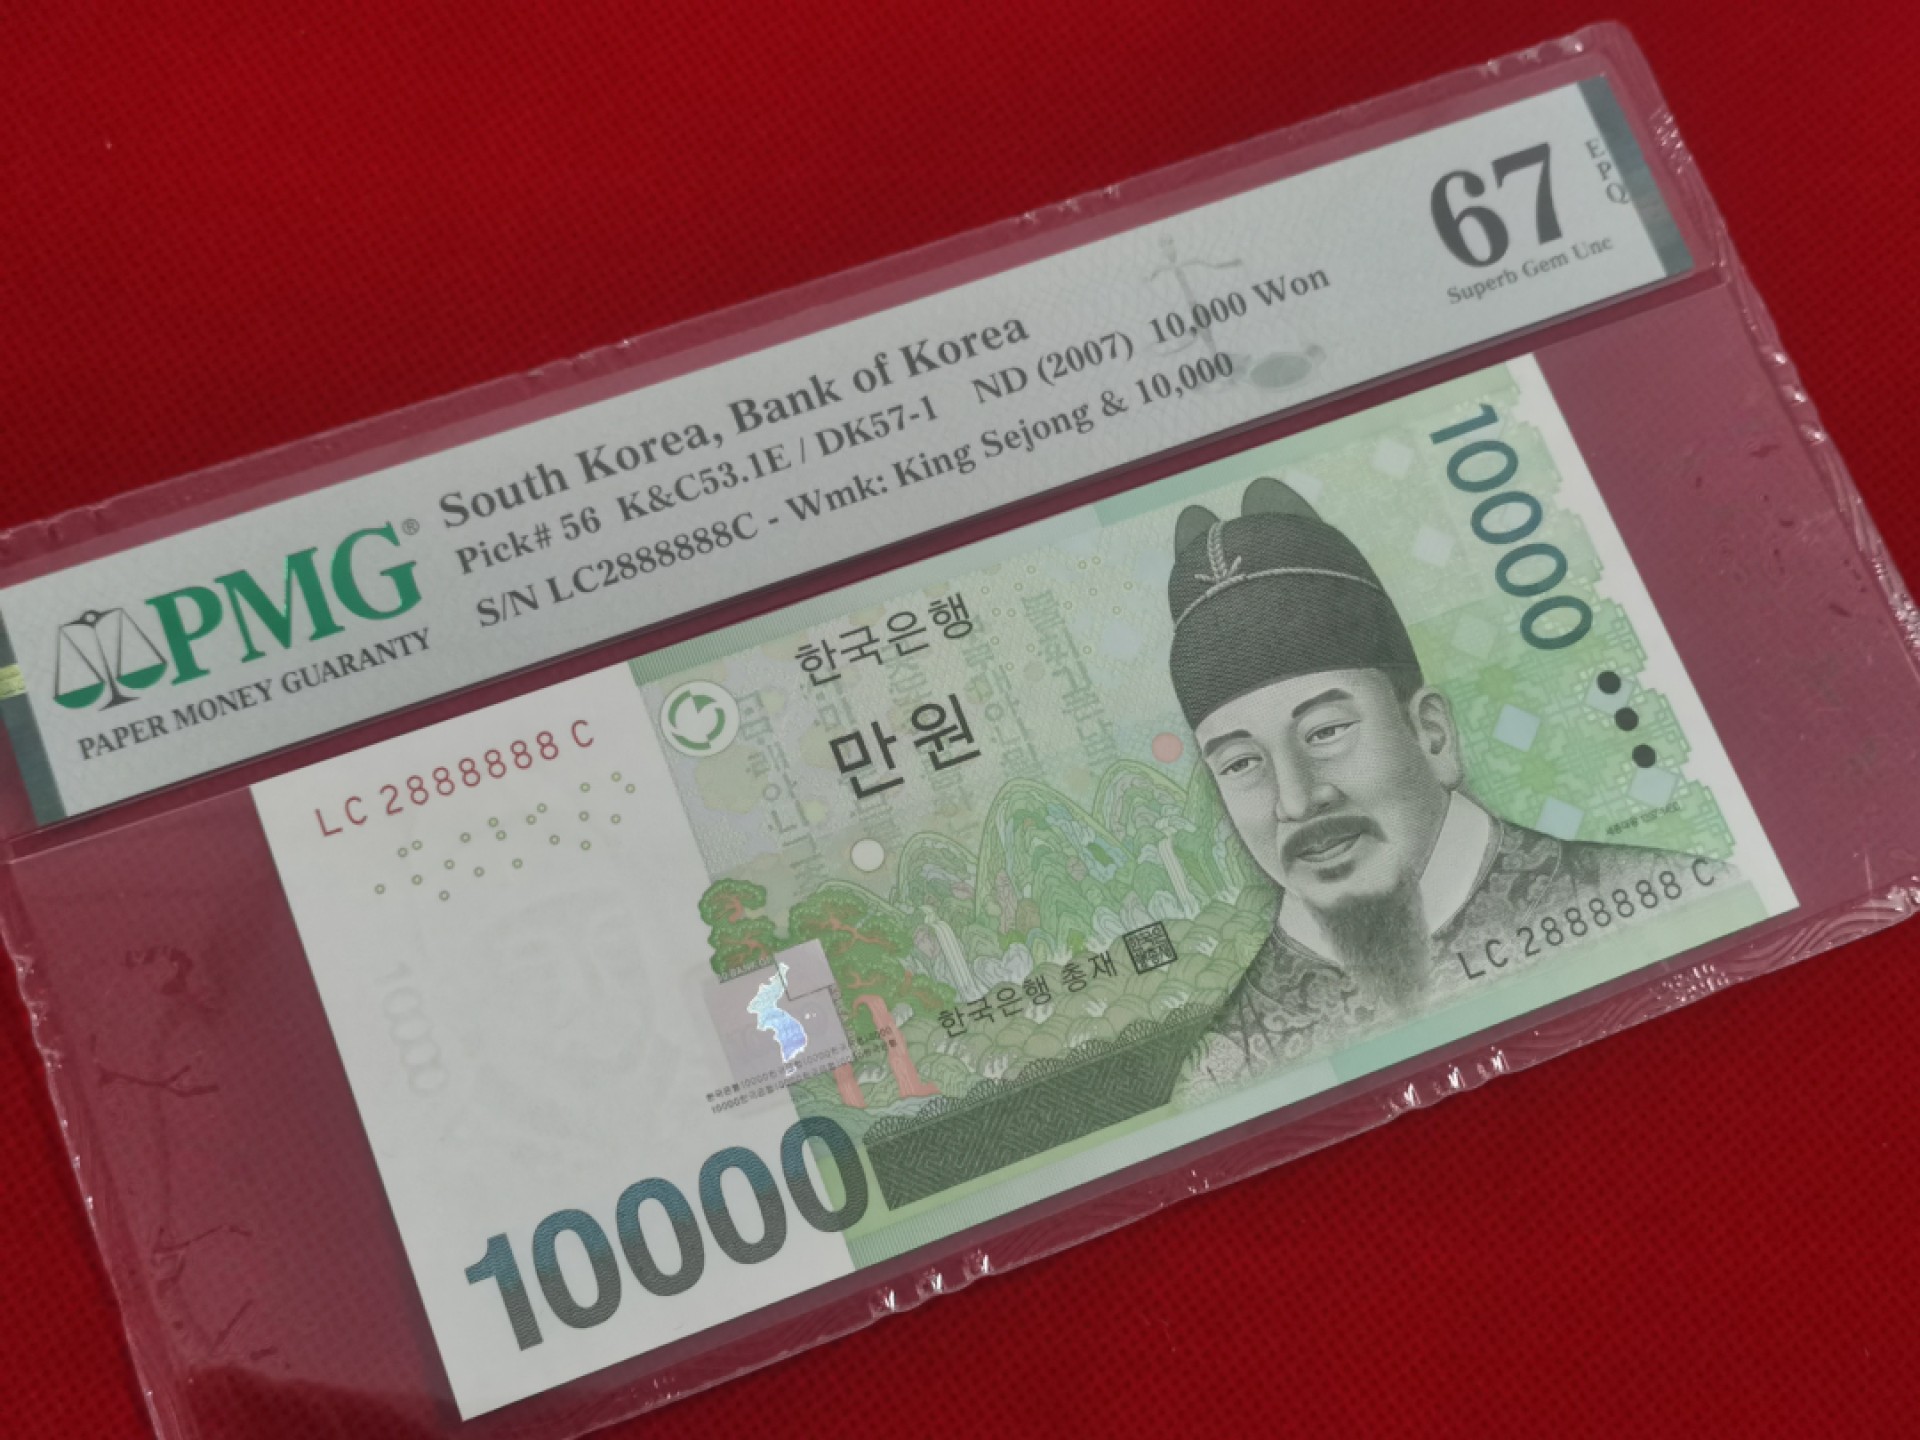 PMG®
PAPER MONEY GUARANTY
South Korea, Bank of Korea
Pick# 56 K&C53.1E / DK57-1 ND (2007) 10,000 Won
S/N LC2888888C - Wmk: King Sejong & 10,000
67
EPQ
Superb Gem Unc
LC 2888888 C
한국은행
만원
10000
한국은행 총재
LC 2888888 C
10000
10000